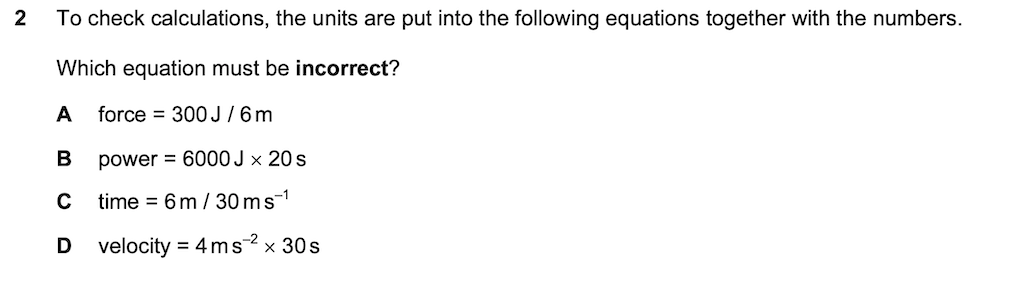 2 To check calculations, the units are put into the following equations together with the numbers.
Which equation must be incorrect?
A force = 300 J / 6 m
B power = 6000 J × 20 s
C time = 6 m / 30 m s⁻¹
D velocity = 4 m s⁻² × 30 s